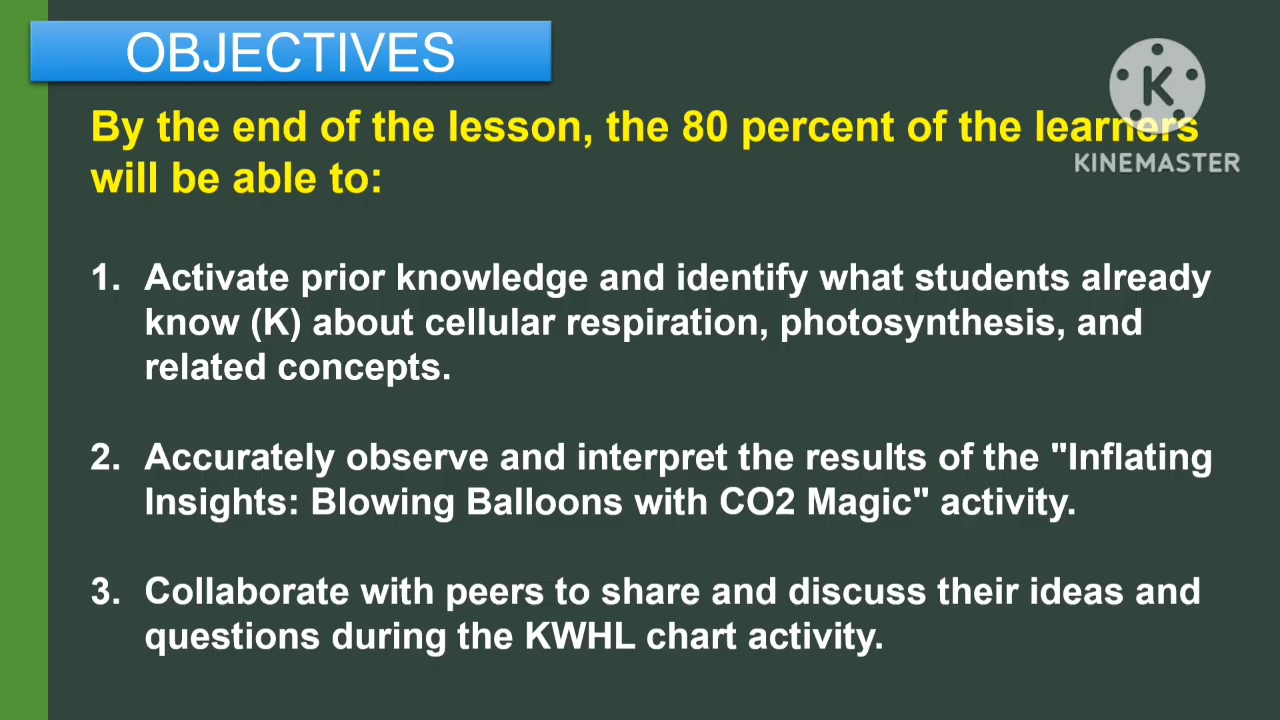 OBJECTIVES
By the end of the lesson, the 80 percent of the learners
will be able to:
K
KINEMASTER
1. Activate prior knowledge and identify what students already
know (K) about cellular respiration, photosynthesis, and
related concepts.
2. Accurately observe and interpret the results of the "Inflating
Insights: Blowing Balloons with CO2 Magic" activity.
3. Collaborate with peers to share and discuss their ideas and
questions during the KWHL chart activity.